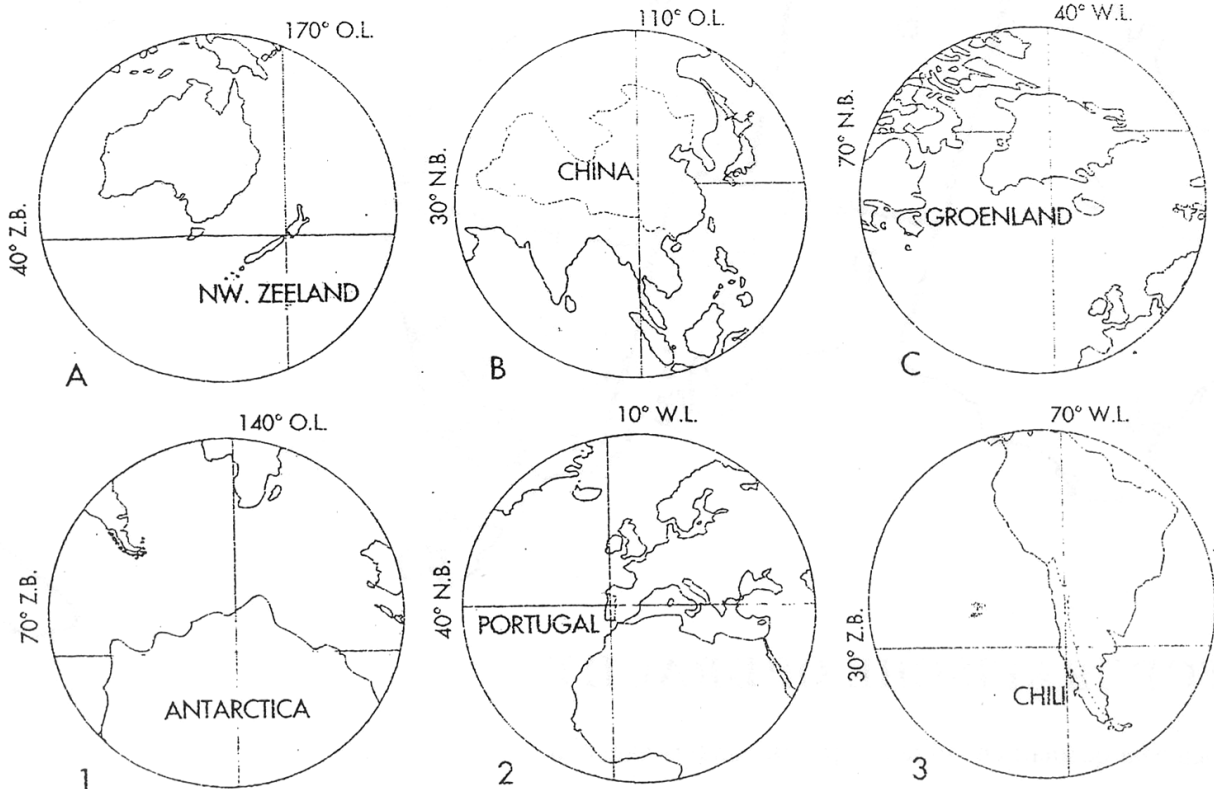 170° O.L.
40° Z.B.
NW. ZEELAND
A
110° O.L.
30° N.B.
CHINA
B
40° W.L.
70° N.B.
GROENLAND
C
140° O.L.
70° Z.B.
ANTARCTICA
1
10° W.L.
40° N.B.
PORTUGAL
2
70° W.L.
30° Z.B.
CHILI
3